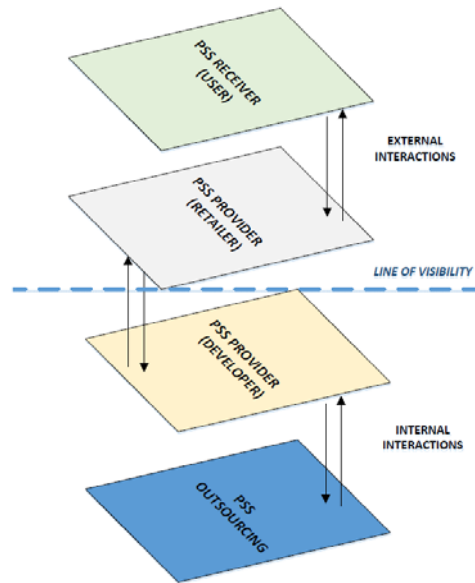 PSS RECEIVER
(USER)
EXTERNAL
INTERACTIONS
PSS PROVIDER
(RETAILER)
LINE OF VISIBILITY
PSS PROVIDER
(DEVELOPER)
INTERNAL
INTERACTIONS
PSS
OUTSOURCING